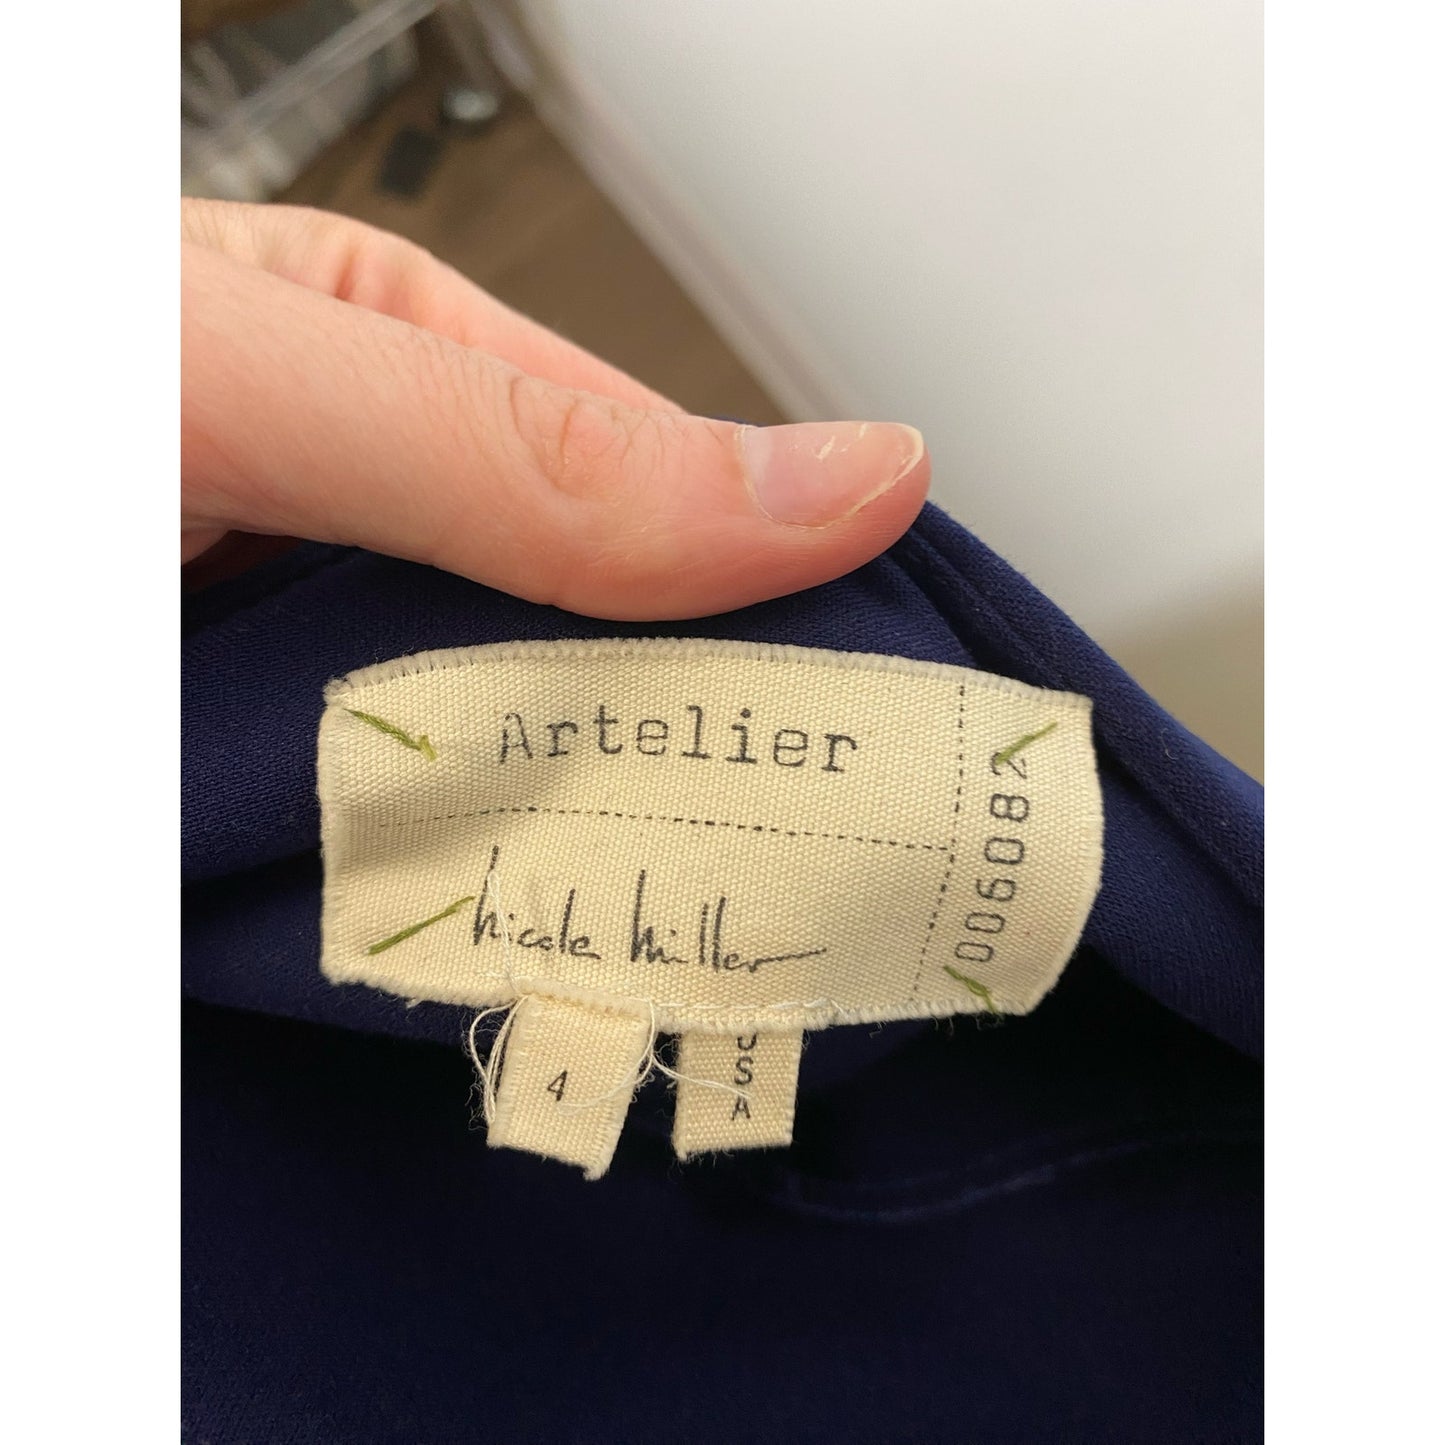 Artelier
nicole miller
006082
4
USA